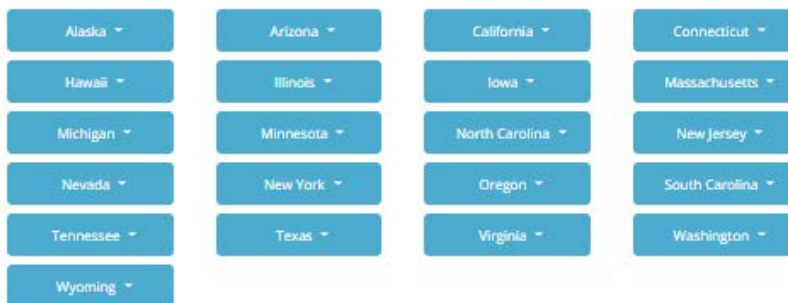 Alaska Arizona California Connecticut
Hawaii Illinois Iowa Massachusetts
Michigan Minnesota North Carolina New Jersey
Nevada New York Oregon South Carolina
Tennessee Texas Virginia Washington
Wyoming